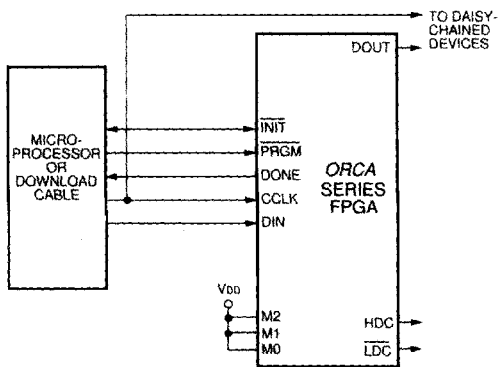 TO DAISY-
CHAINED
DEVICES
DOUT
MICRO-
PROCESSOR
OR
DOWNLOAD
CABLE
INIT
PRGM
DONE
CCLK
DIN
ORCA
SERIES
FPGA
VDD
M2
M1
M0
HDC
LDC